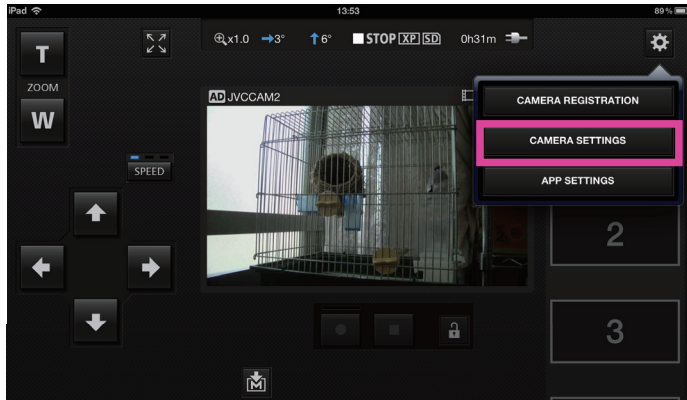 iPad 13:53 89%
x1.0 3° 6° STOP XP SD 0h31m
T
ZOOM
W
AD JVCCAM2
CAMERA REGISTRATION
CAMERA SETTINGS
APP SETTINGS
SPEED
2
3
M